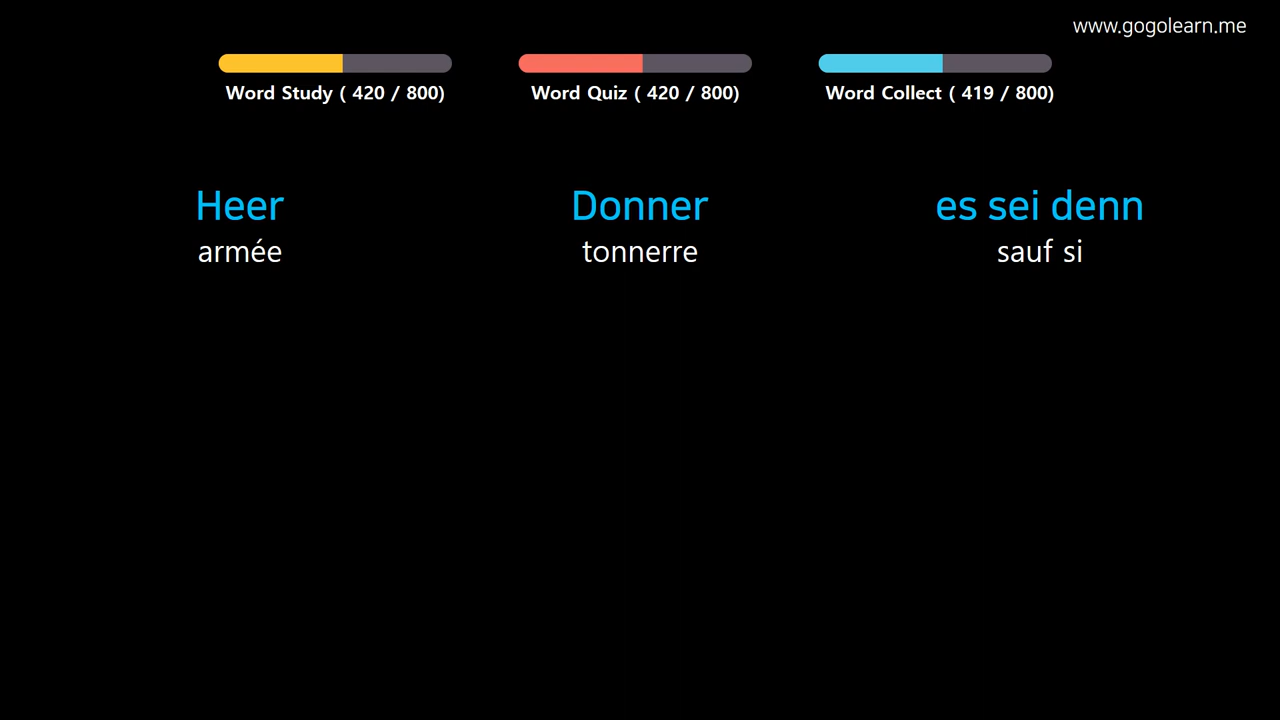 www.gogolearn.me
Word Study ( 420 / 800)
Word Quiz ( 420 / 800)
Word Collect ( 419 / 800)
Heer
armée
Donner
tonnerre
es sei denn
sauf si